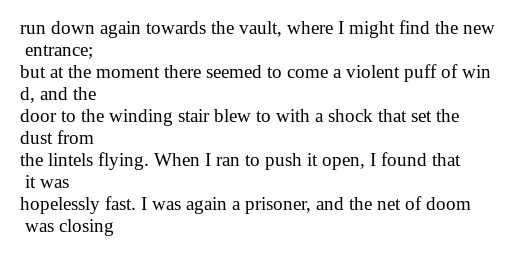 run down again towards the vault, where I might find the new
entrance;
but at the moment there seemed to come a violent puff of win
d, and the
door to the winding stair blew to with a shock that set the
dust from
the lintels flying. When I ran to push it open, I found that
it was
hopelessly fast. I was again a prisoner, and the net of doom
was closing